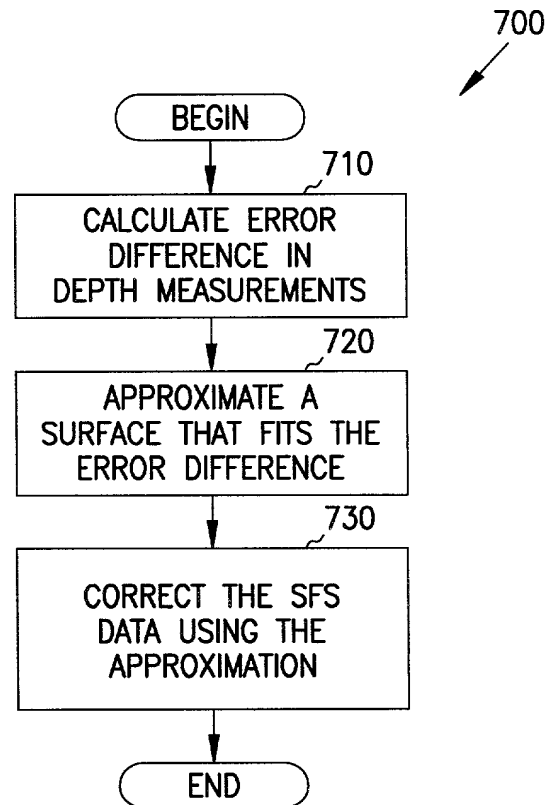 700
BEGIN
710
CALCULATE ERROR
DIFFERENCE IN
DEPTH MEASUREMENTS
720
APPROXIMATE A
SURFACE THAT FITS THE
ERROR DIFFERENCE
730
CORRECT THE SFS
DATA USING THE
APPROXIMATION
END